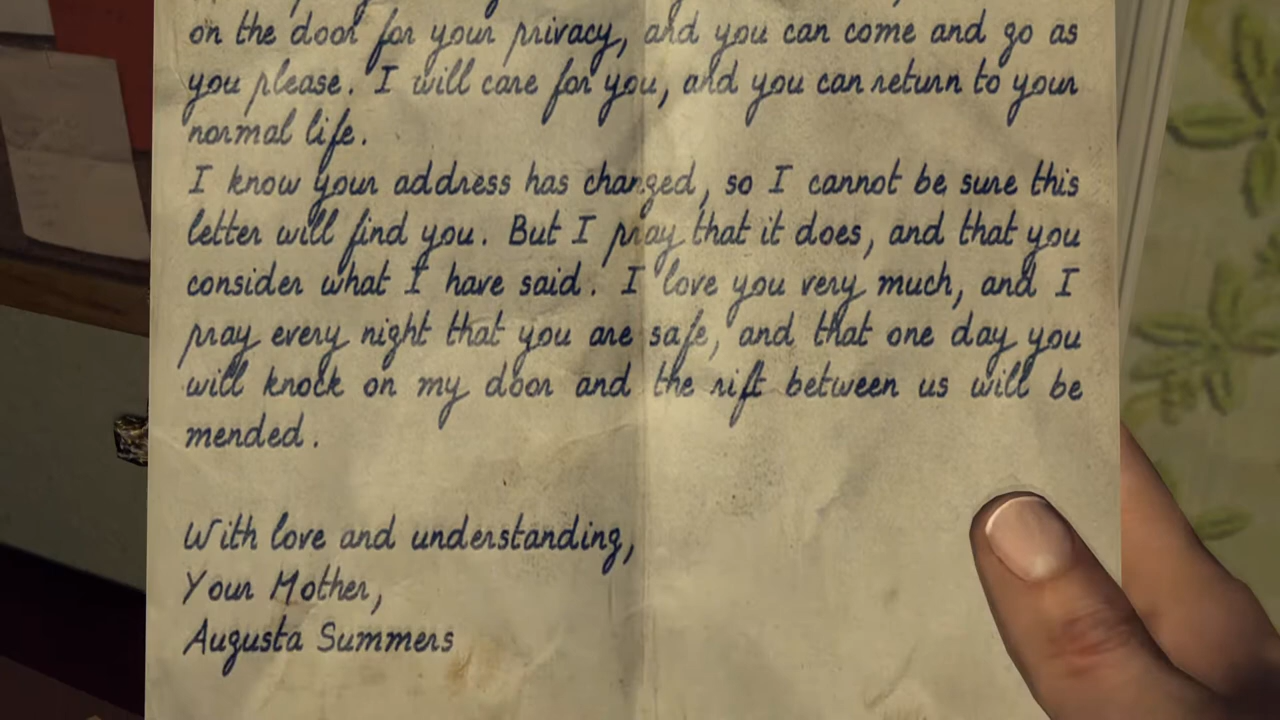 on the door for your privacy, and you can come and go as
you please. I will care for you, and you can return to your
normal life.
I know your address has changed, so I cannot be sure this
letter will find you. But I pray that it does, and that you
consider what I have said. I love you very much, and I
pray every night that you are safe, and that one day you
will knock on my door and the rift between us will be
mended.
With love and understanding,
Your Mother,
Augusta Summers